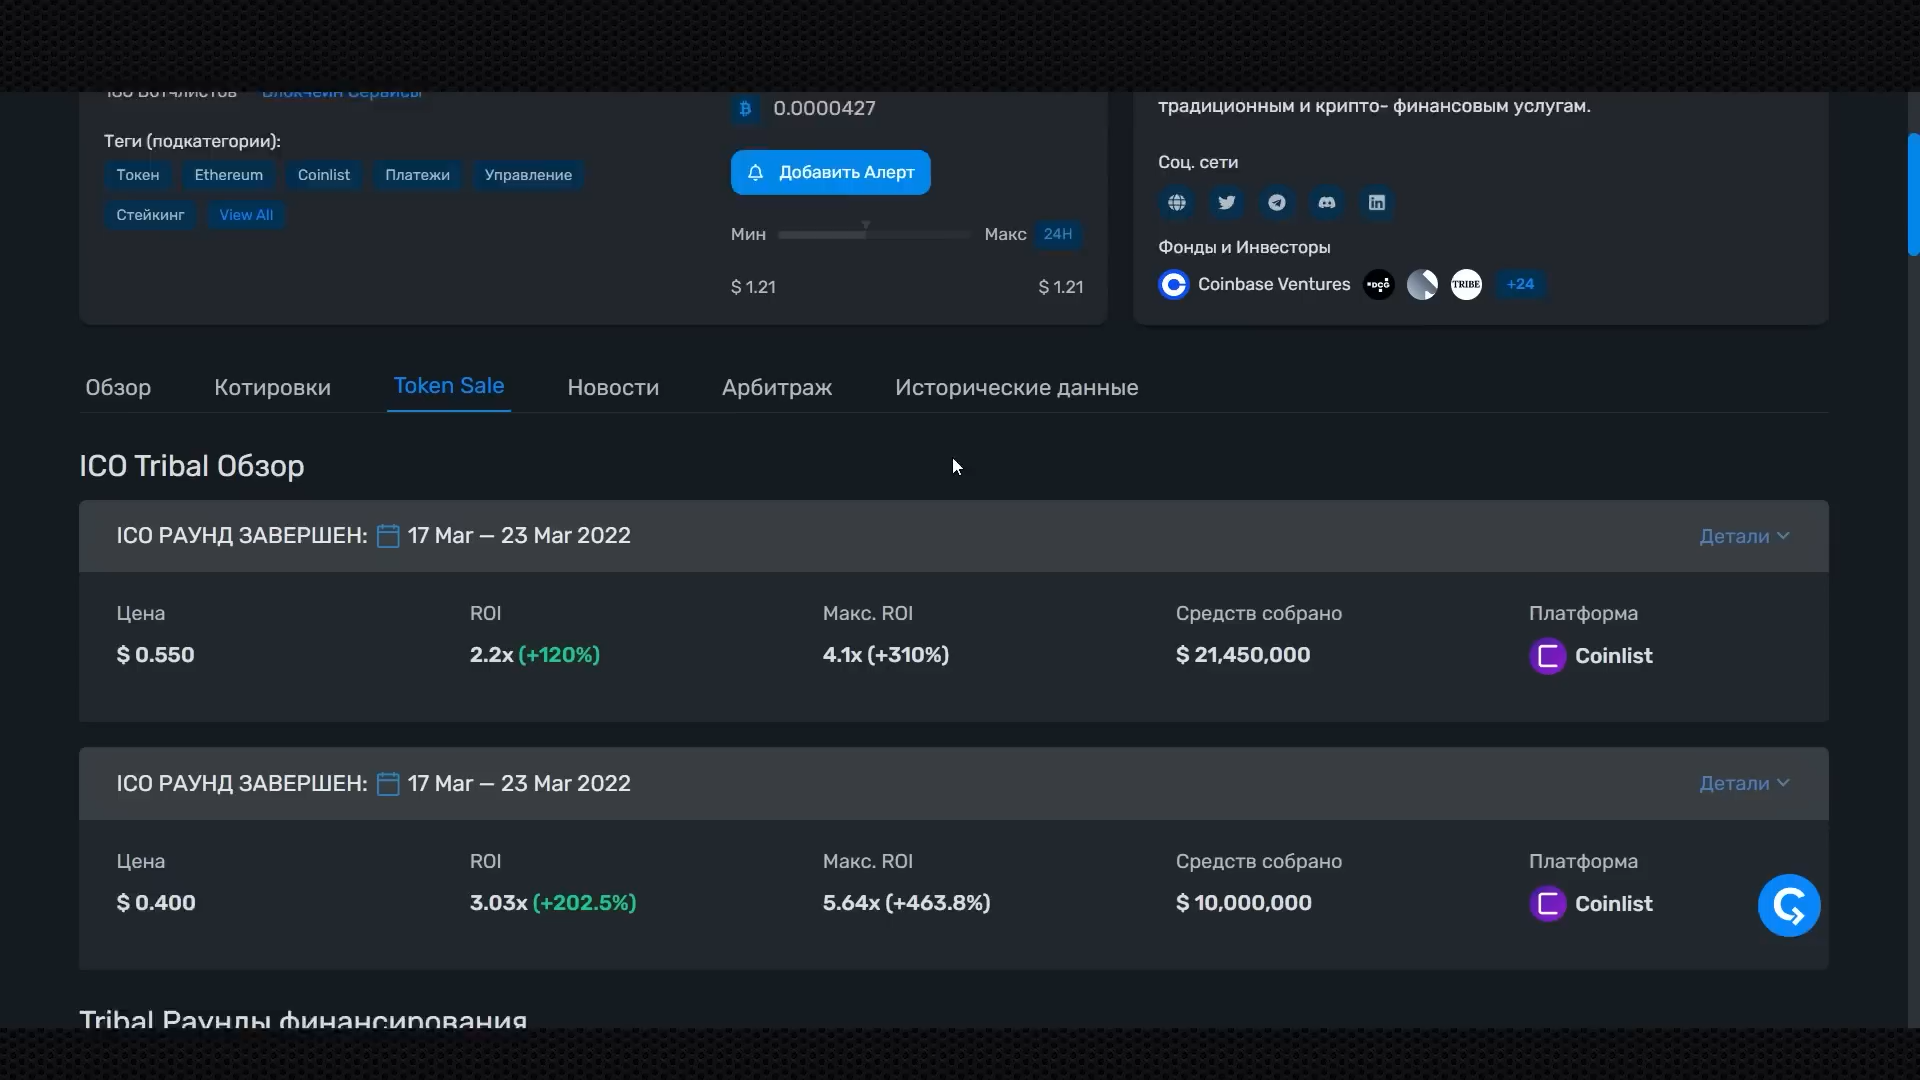 Блокчейн Сервисы
0.0000427
традиционным и крипто- финансовым услугам.
Теги (подкатегории):
Токен Ethereum Coinlist Платежи Управление
Стейкинг View All
Добавить Алерт
Мин Макс 24H
$ 1.21 $ 1.21
Соц. сети
Фонды и Инвесторы
Coinbase Ventures DCG TRIBE +24
Обзор Котировки Token Sale Новости Арбитраж Исторические данные
ICO Tribal Обзор
ICO РАУНД ЗАВЕРШЕН: 17 Mar — 23 Mar 2022 Детали
Цена ROI Макс. ROI Средств собрано Платформа
$ 0.550 2.2x (+120%) 4.1x (+310%) $ 21,450,000 Coinlist
ICO РАУНД ЗАВЕРШЕН: 17 Mar — 23 Mar 2022 Детали
Цена ROI Макс. ROI Средств собрано Платформа
$ 0.400 3.03x (+202.5%) 5.64x (+463.8%) $ 10,000,000 Coinlist
Tribal Раунды финансирования